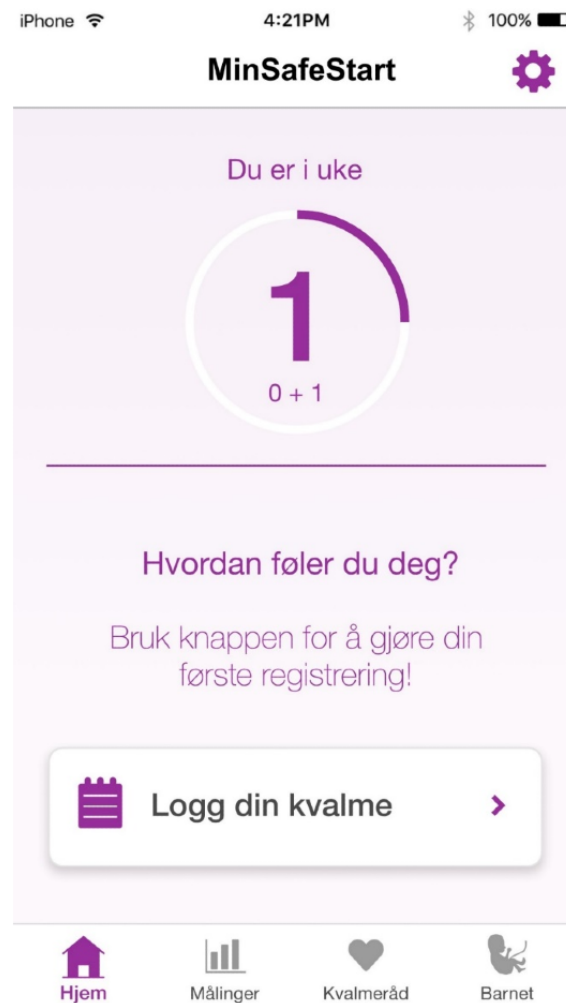 iPhone 4:21PM 100%
MinSafeStart
Du er i uke
1
0 + 1
Hvordan føler du deg?
Bruk knappen for å gjøre din
første registrering!
Logg din kvalme
Hjem Målinger Kvalmeråd Barnet